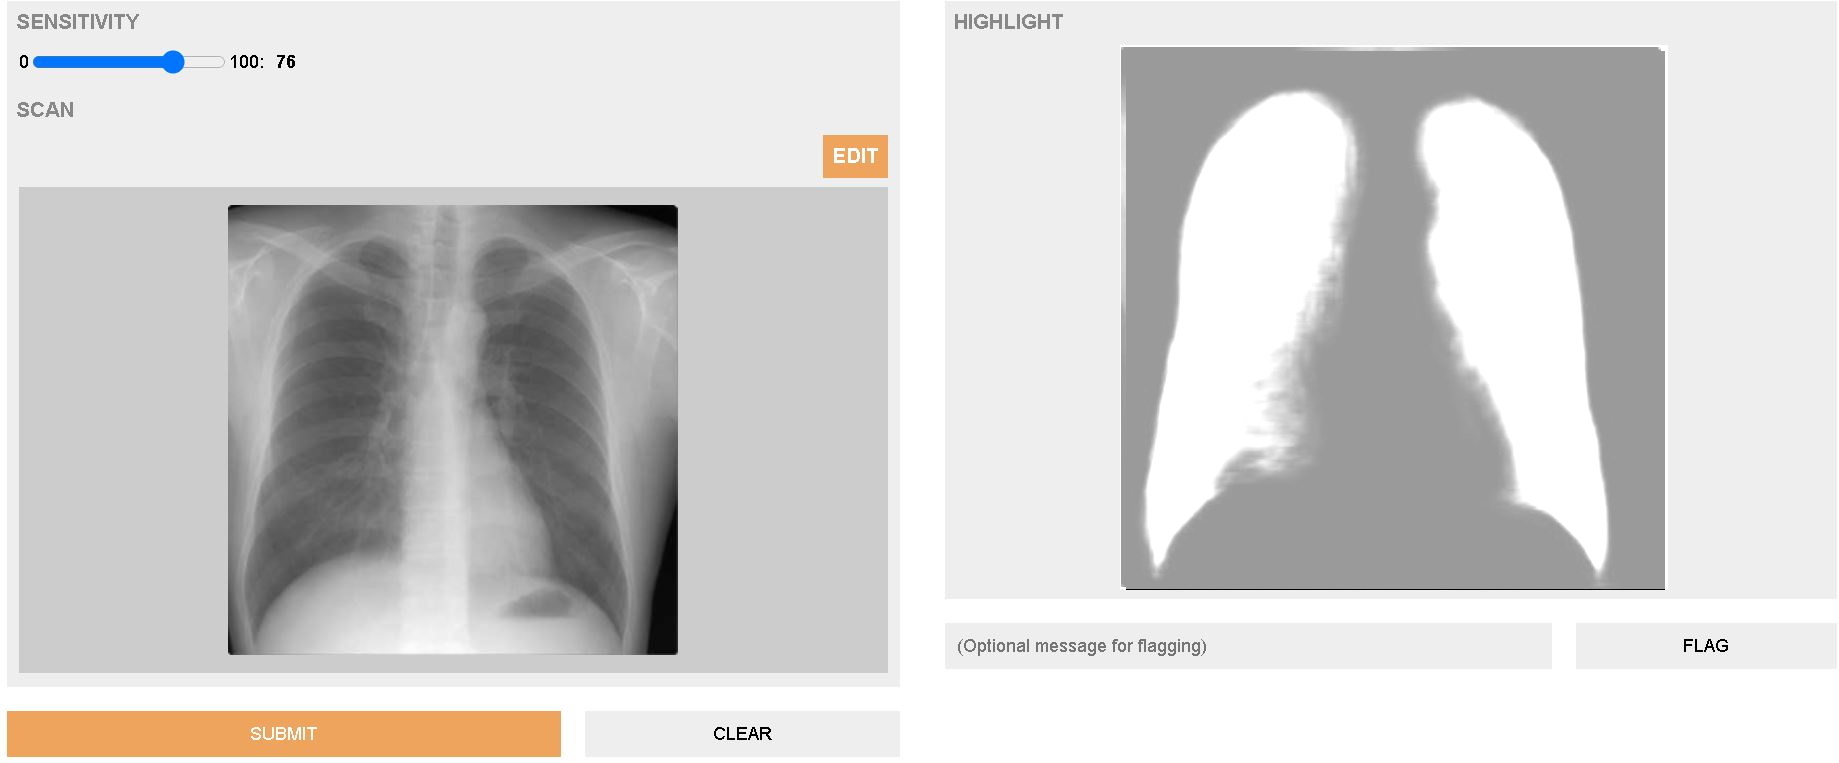 SENSITIVITY
0 100: 76
SCAN
EDIT
SUBMIT
CLEAR
HIGHLIGHT
(Optional message for flagging)
FLAG